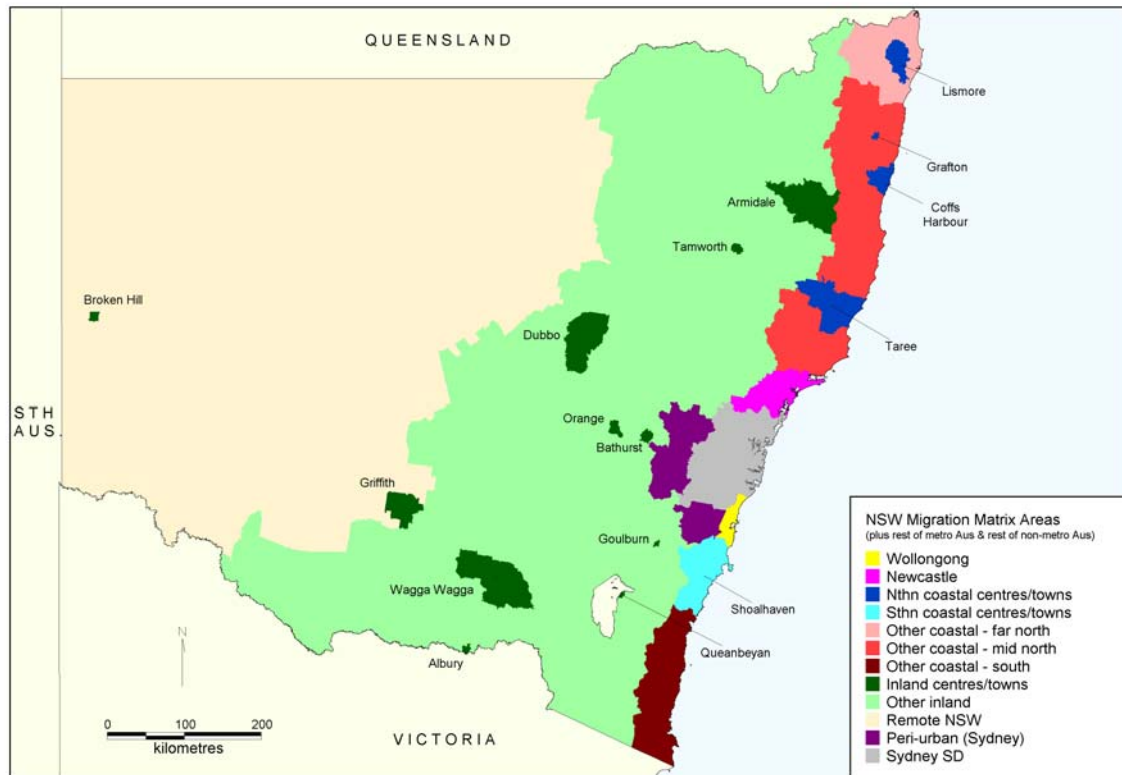 QUEENSLAND
Lismore
Grafton
Coffs
Harbour
Armidale
Tamworth
Broken Hill
Dubbo
Taree
STH
AUS.
Orange
Bathurst
Griffith
Goulburn
Wagga Wagga
Shoalhaven
Queanbeyan
Albury
N
0 100 200
kilometres
VICTORIA
NSW Migration Matrix Areas
(plus rest of metro Aus & rest of non-metro Aus)
Wollongong
Newcastle
Nthn coastal centres/towns
Sthn coastal centres/towns
Other coastal - far north
Other coastal - mid north
Other coastal - south
Inland centres/towns
Other inland
Remote NSW
Peri-urban (Sydney)
Sydney SD